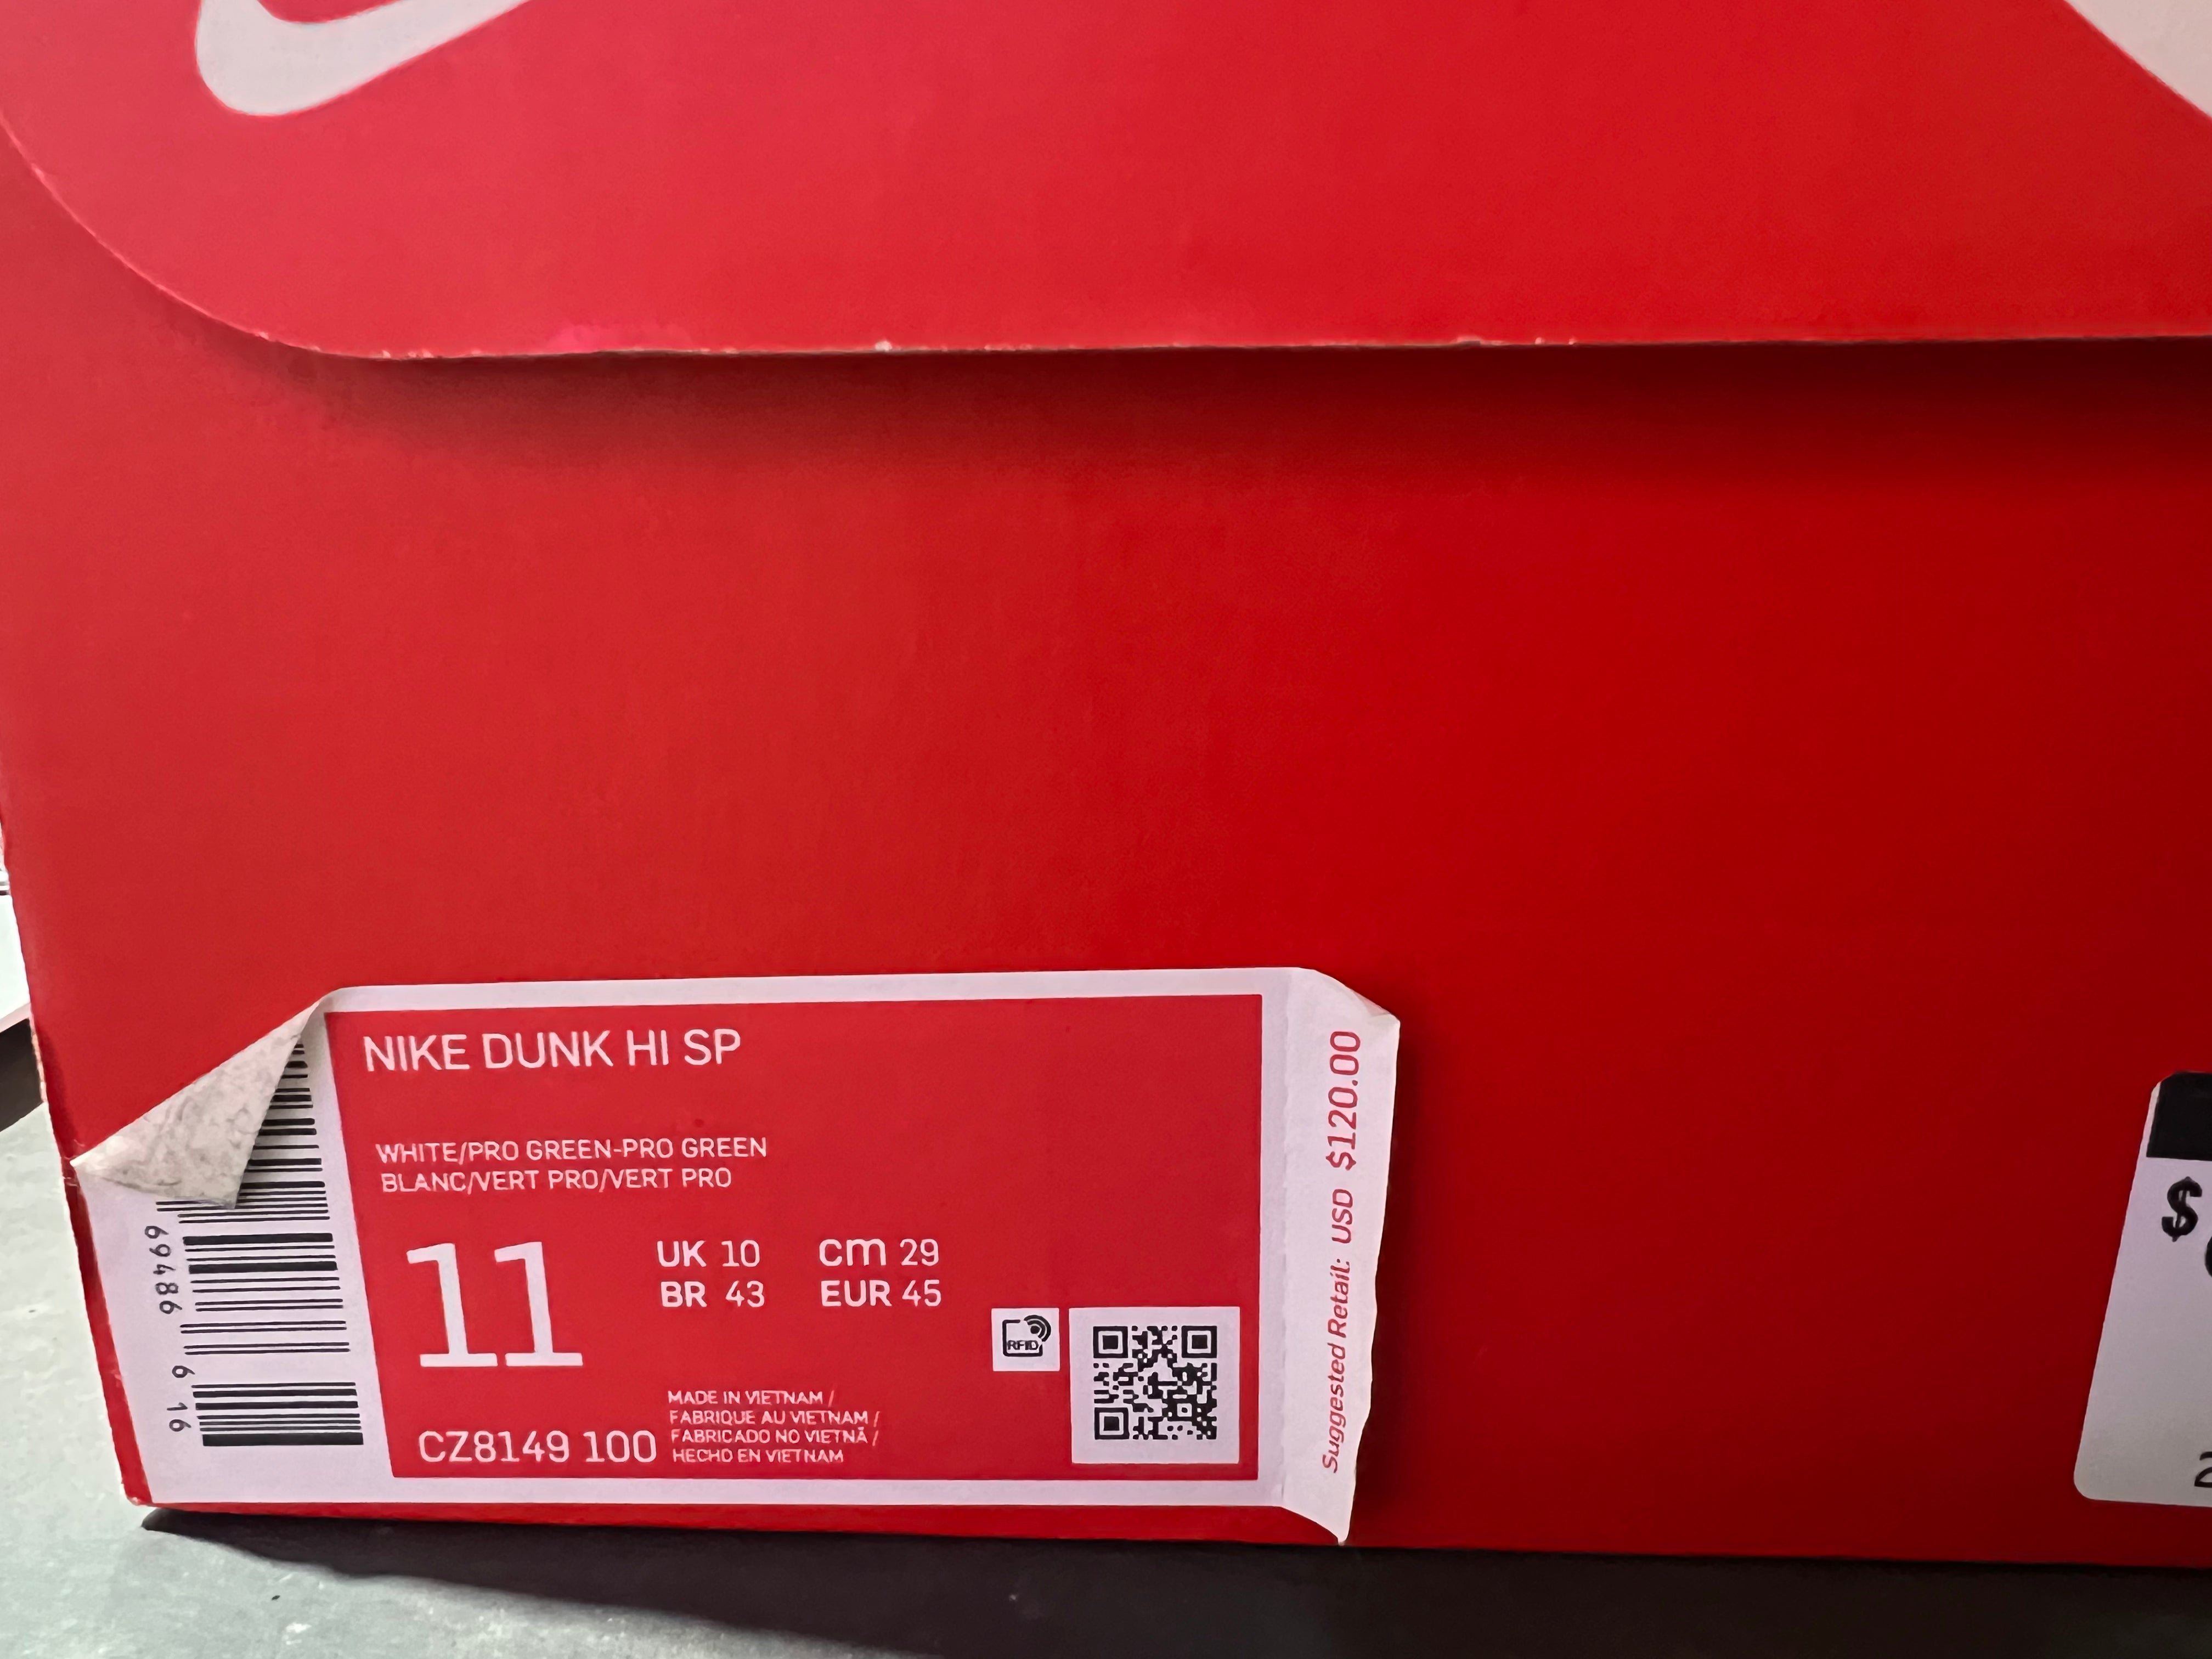 NIKE DUNK HI SP
WHITE/PRO GREEN-PRO GREEN
BLANC/VERT PRO/VERT PRO
11
UK 10 cm 29
BR 43 EUR 45
CZ8149 100
MADE IN VIETNAM /
FABRIQUE AU VIETNAM /
FABRICADO NO VIETNÃ /
HECHO EN VIETNAM
RFID
Suggested Retail: USD $120.00
69486 6 16
$